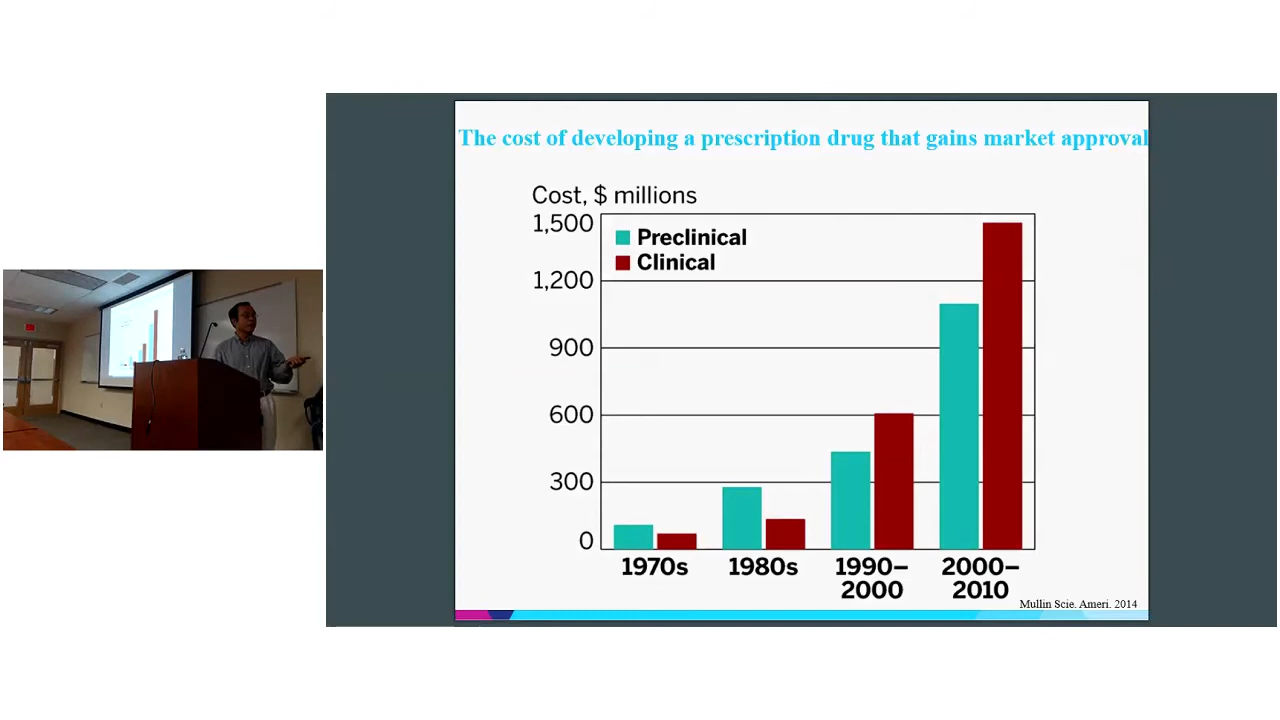 The cost of developing a prescription drug that gains market approval
Cost, $ millions
1,500
Preclinical
Clinical
1,200
900
600
300
0
1970s
1980s
1990–
2000
2000–
2010
Mullin Scie. Ameri. 2014